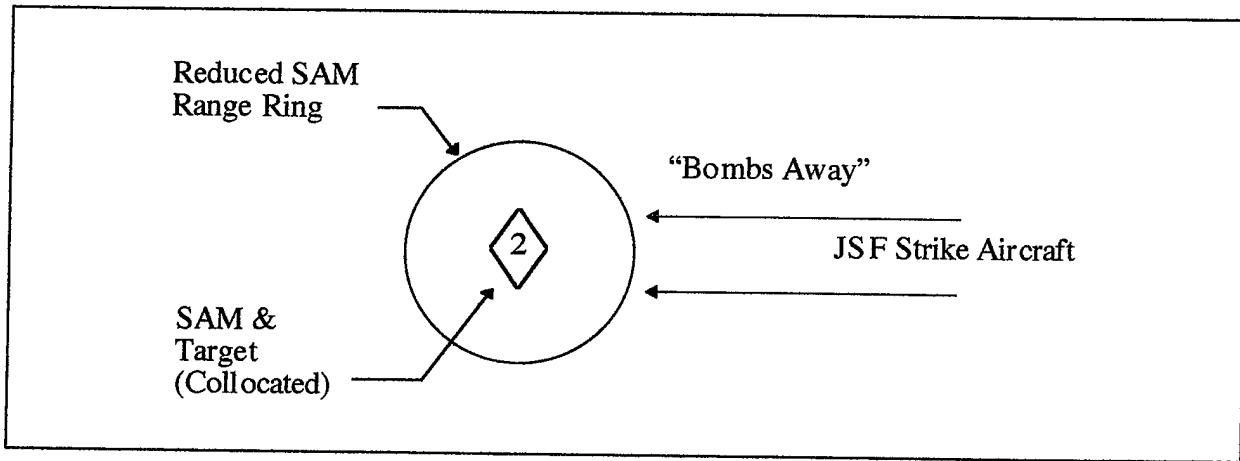 Reduced SAM
Range Ring
“Bombs Away”
2
JSF Strike Aircraft
SAM &
Target
(Collocated)